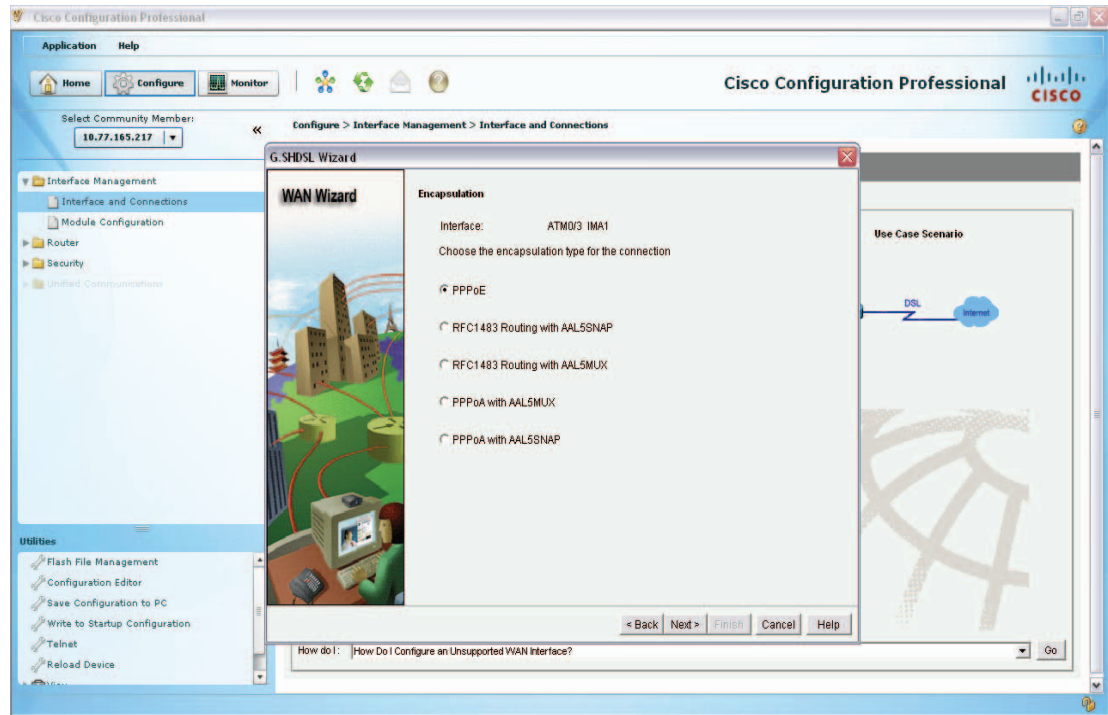 Cisco Configuration Professional
Application Help
Home Configure Monitor
Cisco Configuration Professional
CISCO
Select Community Member:
10.77.165.217
«
Configure > Interface Management > Interface and Connections
Interface Management
Interface and Connections
Module Configuration
Router
Security
Unified Communications
G.SHDSL Wizard
WAN Wizard
Encapsulation
Interface: ATM0/3 IMA1
Choose the encapsulation type for the connection
PPPoE
RFC1483 Routing with AAL5SNAP
RFC1483 Routing with AAL5MUX
PPPoA with AAL5MUX
PPPoA with AAL5SNAP
< Back Next > Finish Cancel Help
Use Case Scenario
DSL
Internet
How do I: How Do I Configure an Unsupported WAN Interface? Go
Utilities
Flash File Management
Configuration Editor
Save Configuration to PC
Write to Startup Configuration
Telnet
Reload Device